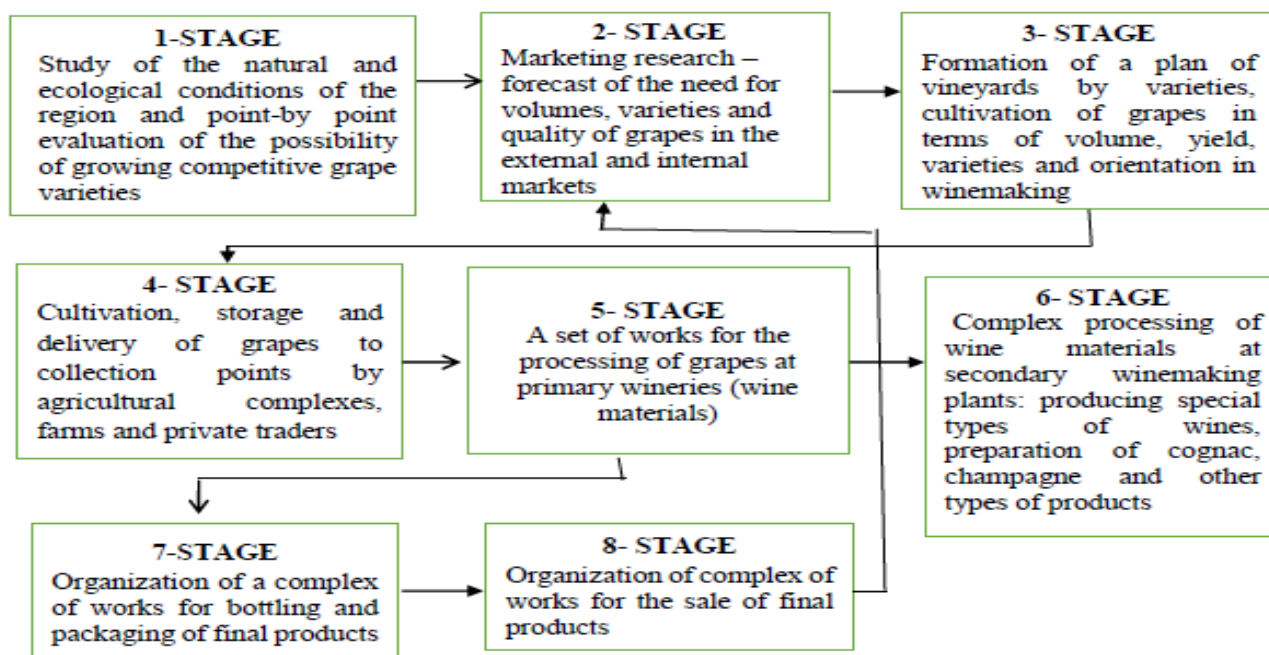 1-STAGE
Study of the natural and
ecological conditions of the
region and point-by point
evaluation of the possibility
of growing competitive grape
varieties
2- STAGE
Marketing research –
forecast of the need for
volumes, varieties and
quality of grapes in the
external and internal
markets
3- STAGE
Formation of a plan of
vineyards by varieties,
cultivation of grapes in
terms of volume, yield,
varieties and orientation in
winemaking
4- STAGE
Cultivation, storage and
delivery of grapes to
collection points by
agricultural complexes,
farms and private traders
5- STAGE
A set of works for the
processing of grapes at
primary wineries (wine
materials)
6- STAGE
Complex processing of
wine materials at
secondary winemaking
plants: producing special
types of wines,
preparation of cognac,
champagne and other
types of products
7-STAGE
Organization of a complex
of works for bottling and
packaging of final products
8- STAGE
Organization of complex of
works for the sale of final
products